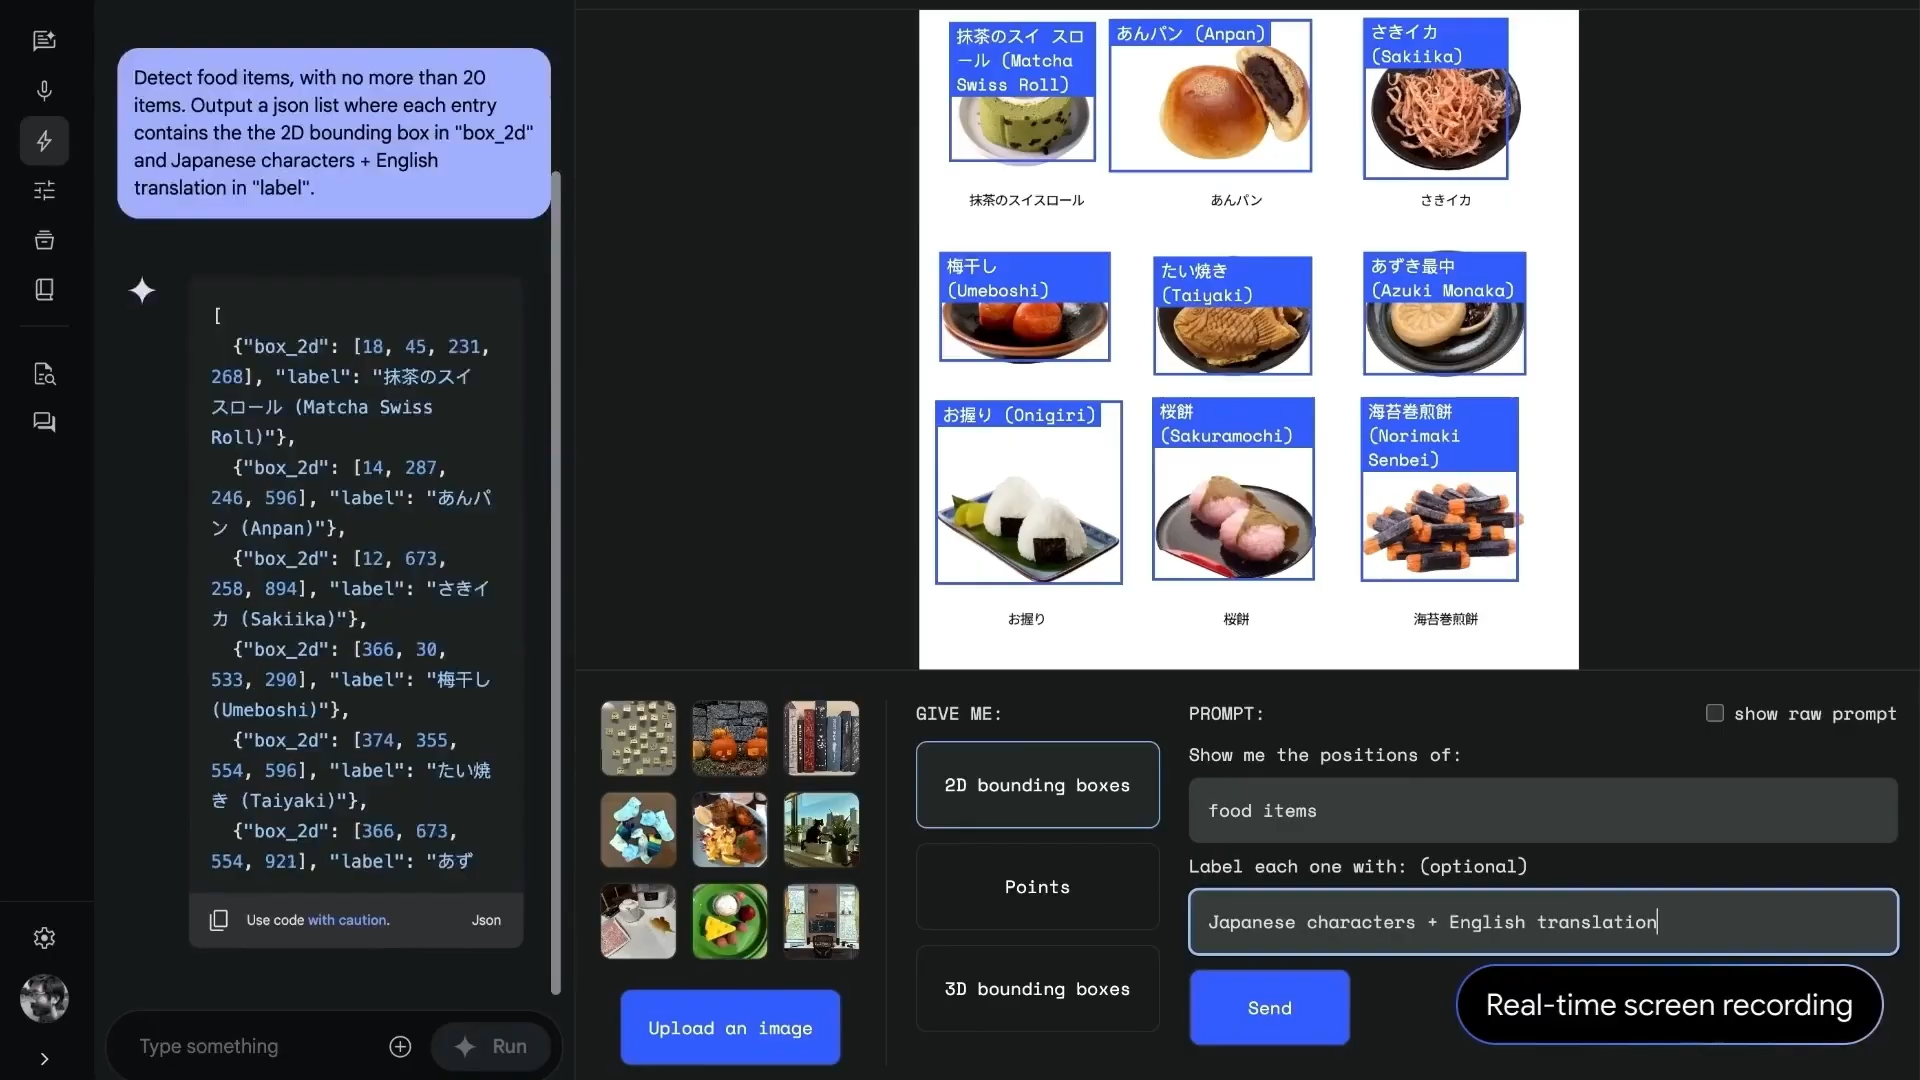 Detect food items, with no more than 20
items. Output a json list where each entry
contains the the 2D bounding box in "box_2d"
and Japanese characters + English
translation in "label".
[
{"box_2d": [18, 45, 231,
268], "label": "抹茶のスイ
スロール (Matcha Swiss
Roll)"},
{"box_2d": [14, 287,
246, 596], "label": "あんパ
ン (Anpan)"},
{"box_2d": [12, 673,
258, 894], "label": "さきイ
カ (Sakiika)"},
{"box_2d": [366, 30,
533, 290], "label": "梅干し
(Umeboshi)"},
{"box_2d": [374, 355,
554, 596], "label": "たい焼
き (Taiyaki)"},
{"box_2d": [366, 673,
554, 921], "label": "あず
Use code with caution.
Json
Type something
Run
抹茶のスイ スロ
ール (Matcha
Swiss Roll)
あんパン (Anpan)
さきイカ
(Sakiika)
抹茶のスイスロール
あんパン
さきイカ
梅干し
(Umeboshi)
たい焼き
(Taiyaki)
あずき最中
(Azuki Monaka)
お握り (Onigiri)
桜餅
(Sakuramochi)
海苔巻煎餅
(Norimaki
Senbei)
お握り
桜餅
海苔巻煎餅
Upload an image
GIVE ME:
2D bounding boxes
Points
3D bounding boxes
PROMPT:
show raw prompt
Show me the positions of:
food items
Label each one with: (optional)
Japanese characters + English translation
Send
Real-time screen recording